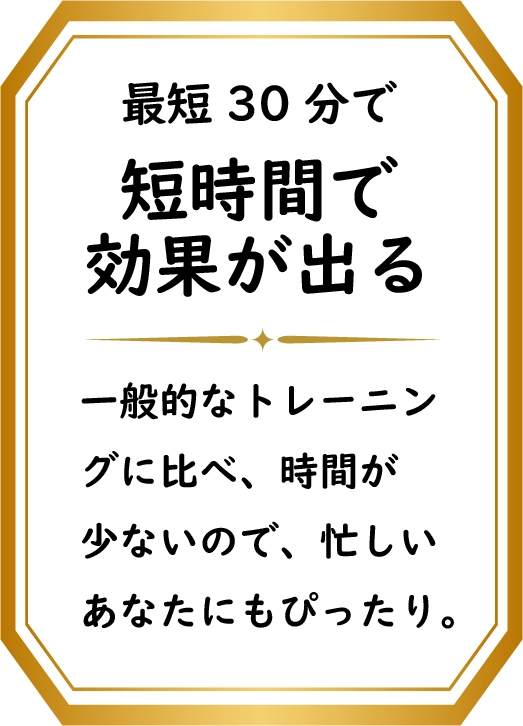 最短 30 分で
短時間で
効果が出る
一般的なトレーニン
グに比べ、時間が
少ないので、忙しい
あなたにもぴったり。